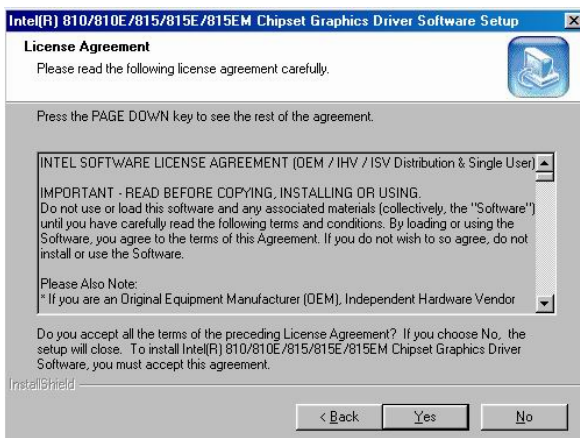 Intel(R) 810/810E/815/815E/815EM Chipset Graphics Driver Software Setup
License Agreement
Please read the following license agreement carefully.
Press the PAGE DOWN key to see the rest of the agreement.
INTEL SOFTWARE LICENSE AGREEMENT (OEM / IHV / ISV Distribution & Single User)
IMPORTANT - READ BEFORE COPYING, INSTALLING OR USING.
Do not use or load this software and any associated materials (collectively, the "Software")
until you have carefully read the following terms and conditions. By loading or using the
Software, you agree to the terms of this Agreement. If you do not wish to so agree, do not
install or use the Software.
Please Also Note:
* If you are an Original Equipment Manufacturer (OEM), Independent Hardware Vendor
Do you accept all the terms of the preceding License Agreement? If you choose No, the
setup will close. To install Intel(R) 810/810E/815/815E/815EM Chipset Graphics Driver
Software, you must accept this agreement.
InstallShield
< Back
Yes
No